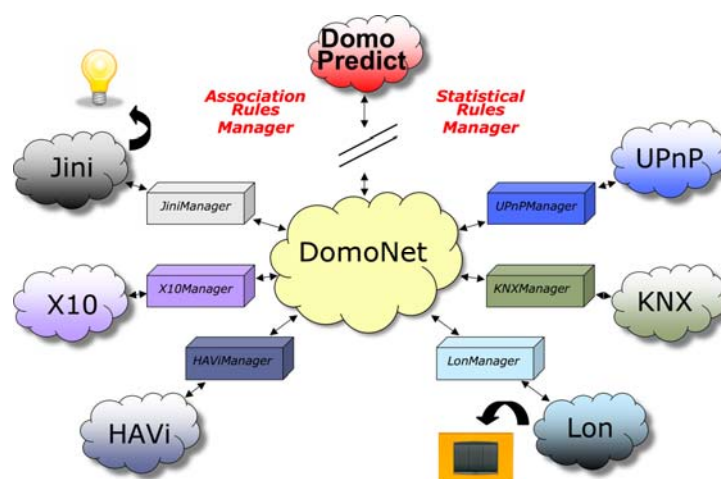 Domo
Predict
Association
Rules
Manager
Statistical
Rules
Manager
Jini
UPnP
JiniManager
UPnPManager
DomoNet
X10
X10Manager
KNXManager
KNX
HAViManager
LonManager
HAVi
Lon